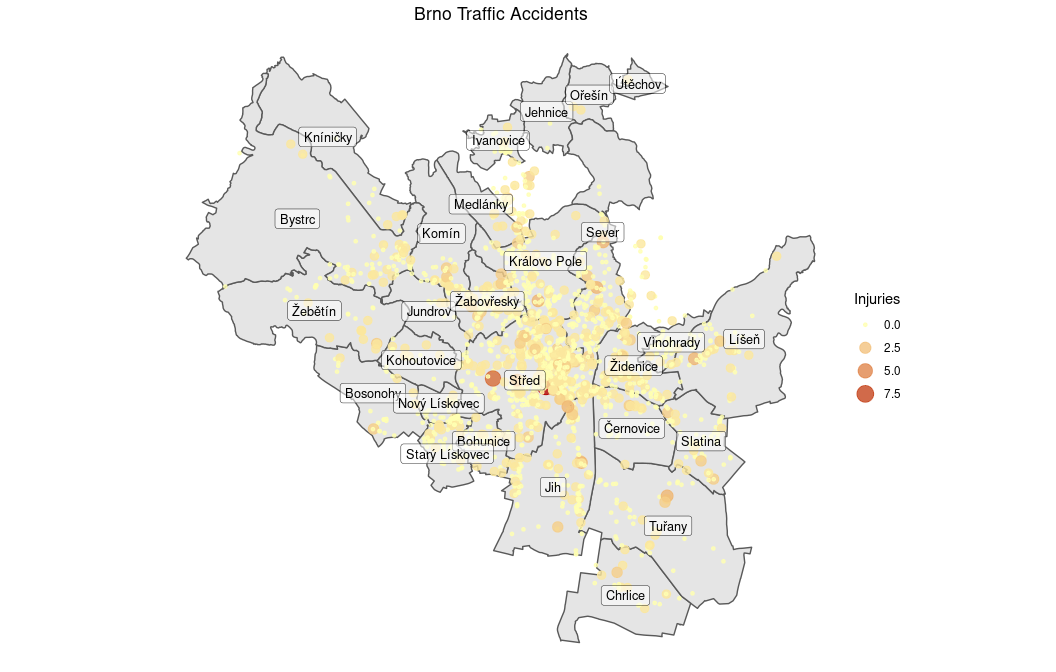 Brno Traffic Accidents
Útěchov
Ořešín
Jehnice
Ivanovice
Kníničky
Medlánky
Bystrc
Komín
Sever
Královo Pole
Žabovřesky
Žebětín
Jundrov
Vinohrady
Líšeň
Kohoutovice
Židenice
Střed
Bosonohy
Nový Lískovec
Černovice
Bohunice
Slatina
Starý Lískovec
Jih
Tuřany
Chrlice
Injuries
0.0
2.5
5.0
7.5